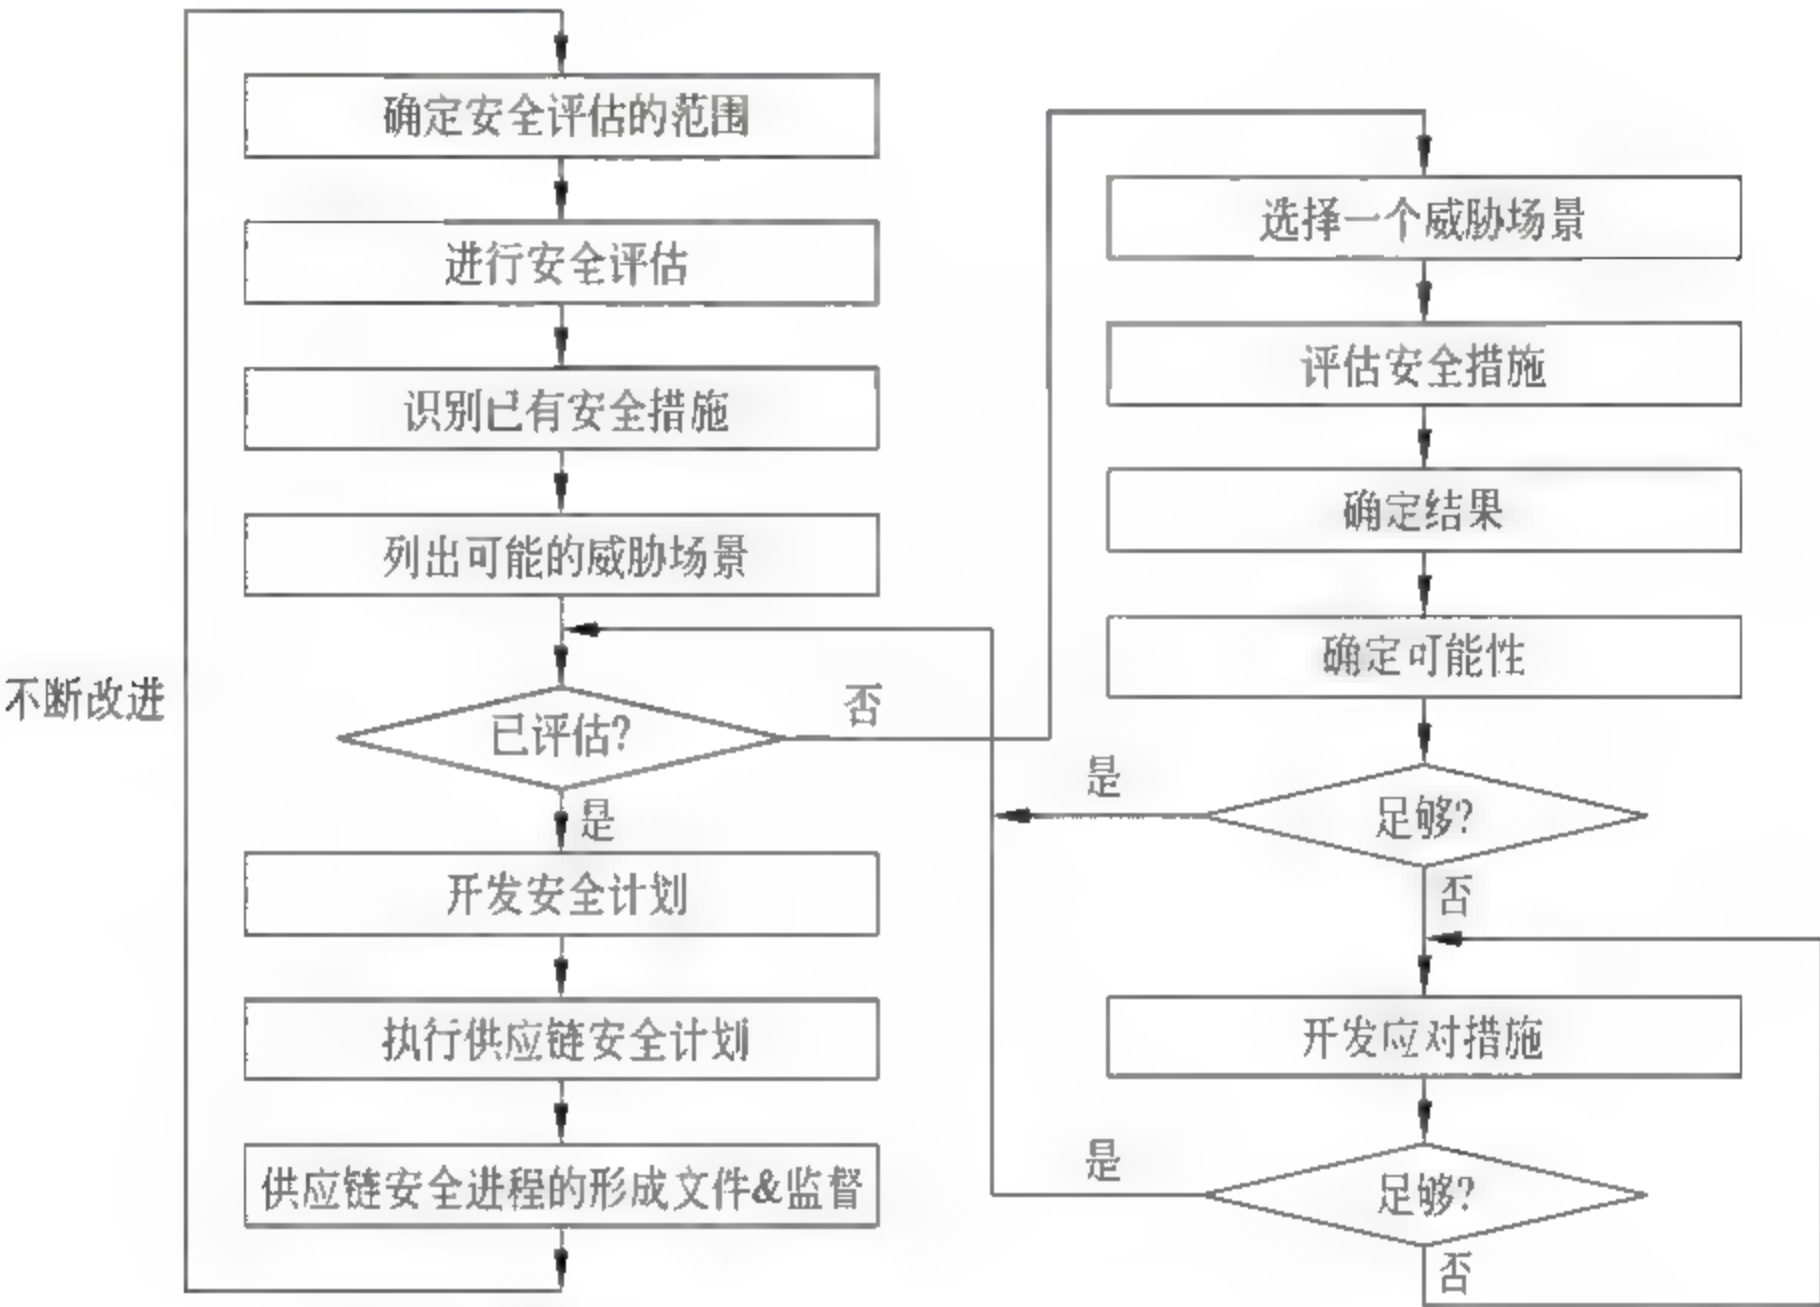 确定安全评估的范围
进行安全评估
识别已有安全措施
列出可能的威胁场景
不断改进
已评估?
否
是
开发安全计划
执行供应链安全计划
供应链安全进程的形成文件&监督
选择一个威胁场景
评估安全措施
确定结果
确定可能性
足够?
是
否
开发应对措施
足够?
是
否